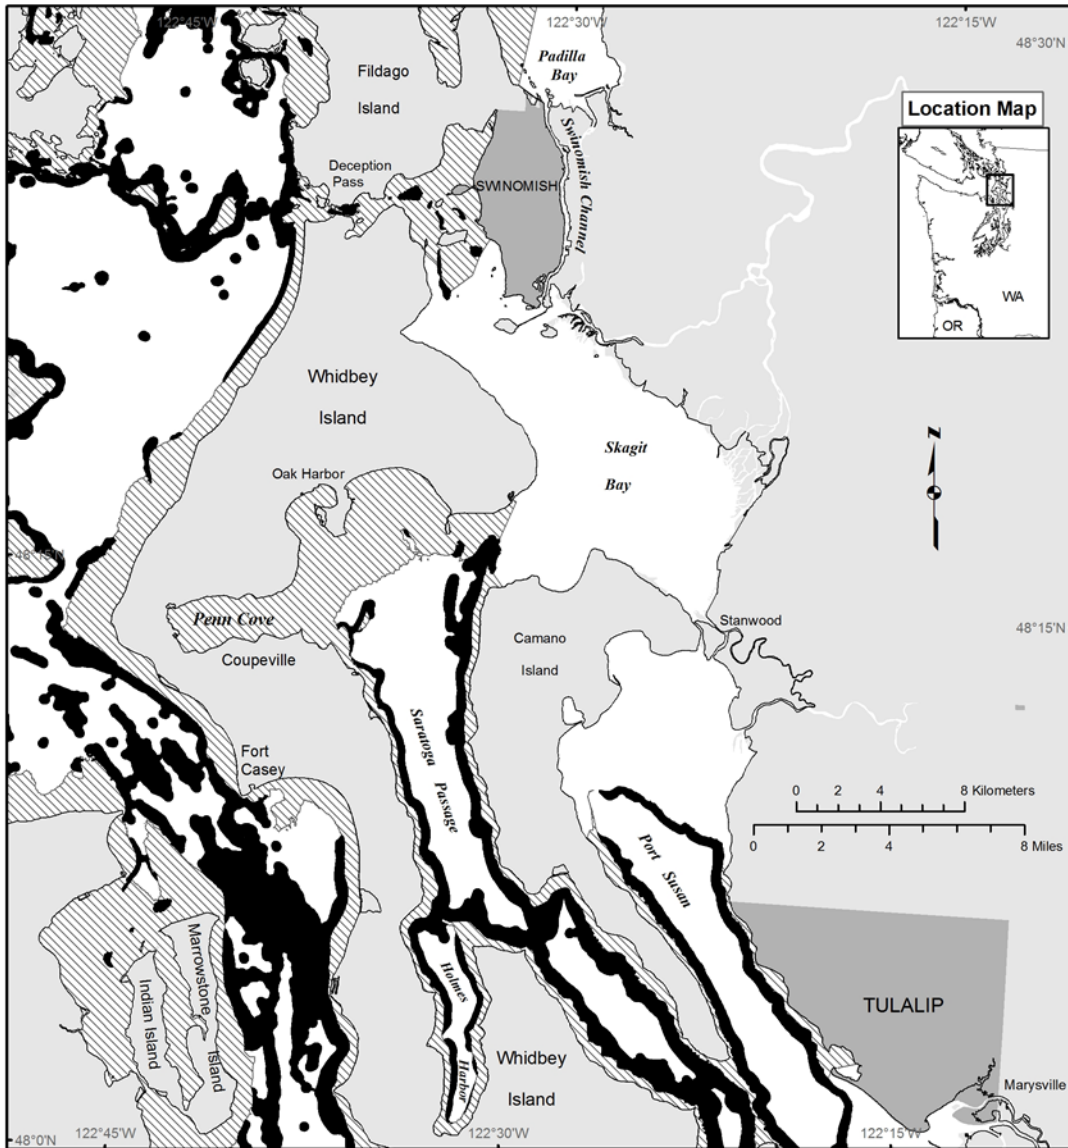 122°45'W
122°30'W
122°15'W
48°30'N
Padilla
Bay
Fildago
Island
Location Map
Swinomish Channel
Deception
Pass
SWINOMISH
WA
OR
Whidbey
Island
Skagit
Bay
Oak Harbor
N
48°15'N
48°15'N
Penn Cove
Coupeville
Camano
Island
Stanwood
Saratoga Passage
Fort
Casey
0 2 4 8 Kilometers
0 2 4 8 Miles
Port Susan
Marrowstone Island
Indian Island
Holmes Harbor
TULALIP
Whidbey
Island
Marysville
48°0'N
122°45'W
122°30'W
122°15'W